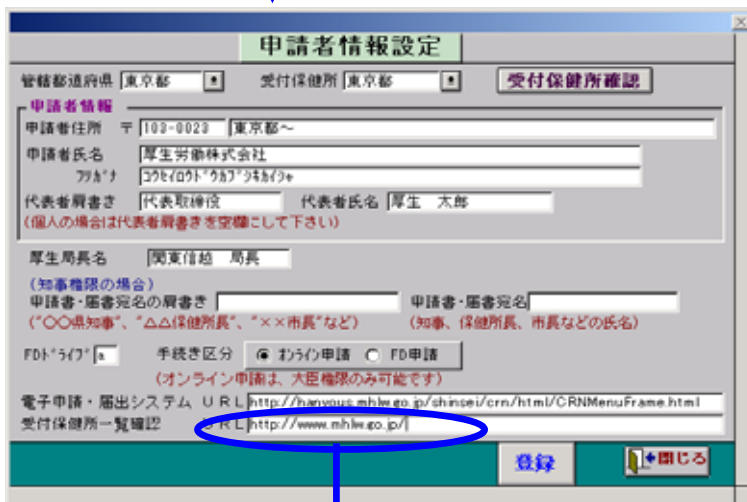 申請者情報設定
管轄都道府県 東京都 受付保健所 東京都 受付保健所確認
申請者情報
申請者住所 〒 103-0023 東京都~
申請者氏名 厚生労働株式会社
フリガナ コウセイロウドウカブシキカイシャ
代表者肩書き 代表取締役 代表者氏名 厚生 太郎
(個人の場合は代表者肩書きを空欄にして下さい)
厚生局長名 関東信越 局長
(知事権限の場合)
申請書・届書宛名の肩書き 申請書・届書宛名
("〇〇県知事"、"△△保健所長"、"××市長"など) (知事、保健所長、市長などの氏名)
FDドライブ a 手続き区分 オンライン申請 FD申請
(オンライン申請は、大臣権限のみ可能です)
電子申請・届出システム URL http://hanyous.mhlw.go.jp/shinsei/crn/html/CRNMenuFrame.html
受付保健所一覧確認 URL http://www.mhlw.go.jp/
登録 閉じる